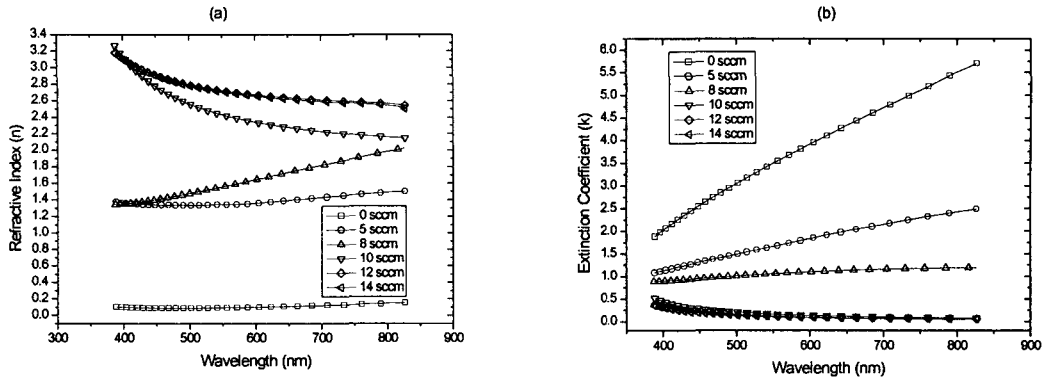 (a)
3.4
3.2
3.0
2.8
2.6
2.4
2.2
2.0
1.8
1.6
1.4
1.2
1.0
0.8
0.6
0.4
0.2
0.0
Refractive Index (n)
0 sccm
5 sccm
8 sccm
10 sccm
12 sccm
14 sccm
300 400 500 600 700 800 900
Wavelength (nm)
(b)
6.0
5.5
5.0
4.5
4.0
3.5
3.0
2.5
2.0
1.5
1.0
0.5
0.0
Extinction Coefficient (k)
0 sccm
5 sccm
8 sccm
10 sccm
12 sccm
14 sccm
400 500 600 700 800 900
Wavelength (nm)